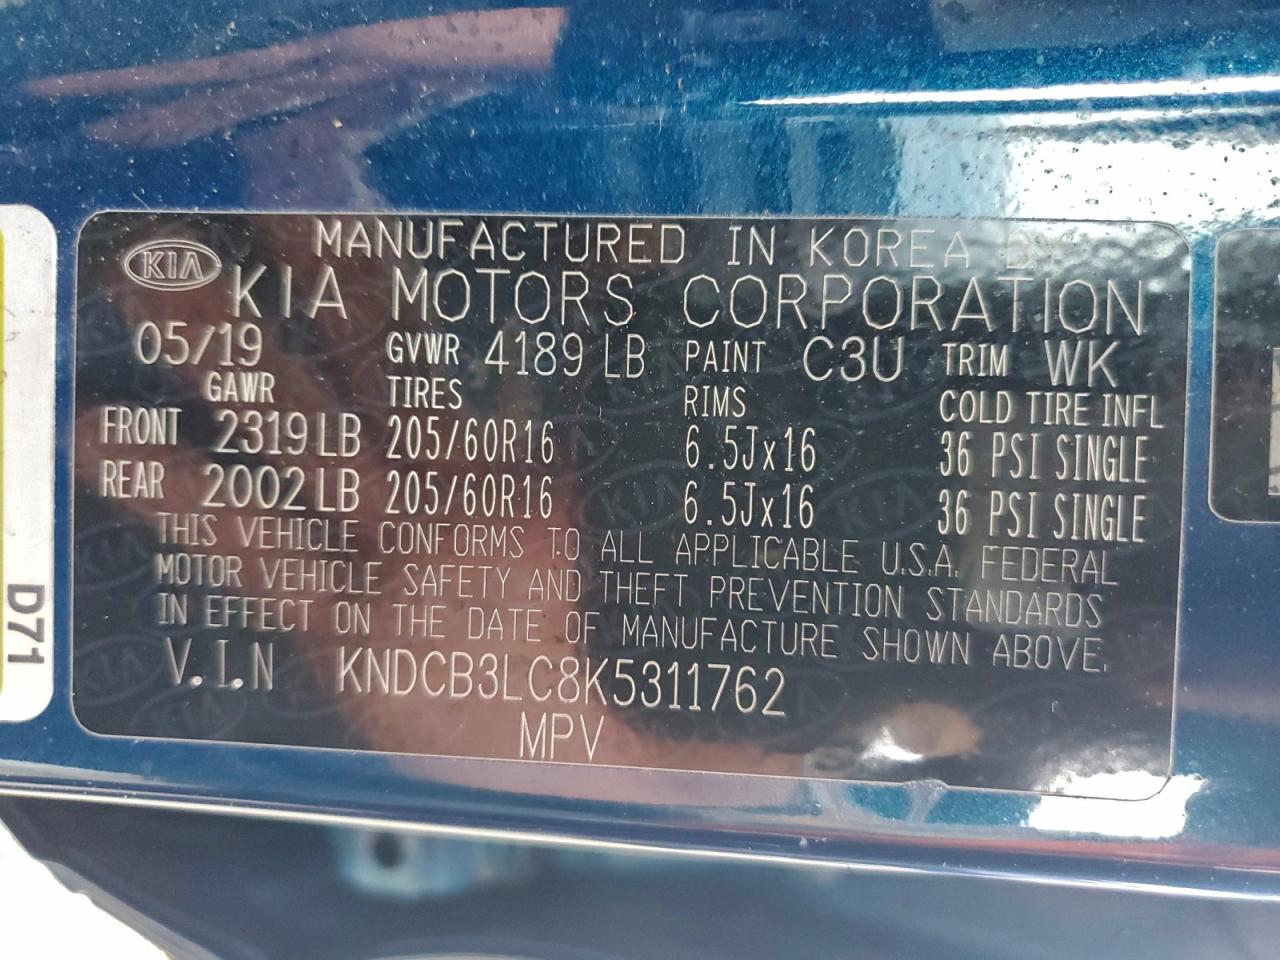 MANUFACTURED IN KOREA BY
KIA
KIA MOTORS CORPORATION
05/19 GVWR 4189 LB PAINT C3U TRIM WK
GAWR TIRES RIMS COLD TIRE INFL
FRONT 2319 LB 205/60R16 6.5Jx16 36 PSI SINGLE
REAR 2002 LB 205/60R16 6.5Jx16 36 PSI SINGLE
THIS VEHICLE CONFORMS TO ALL APPLICABLE U.S.A. FEDERAL
MOTOR VEHICLE SAFETY AND THEFT PREVENTION STANDARDS
IN EFFECT ON THE DATE OF MANUFACTURE SHOWN ABOVE.
V.I.N KNDCB3LC8K5311762
MPV
D71